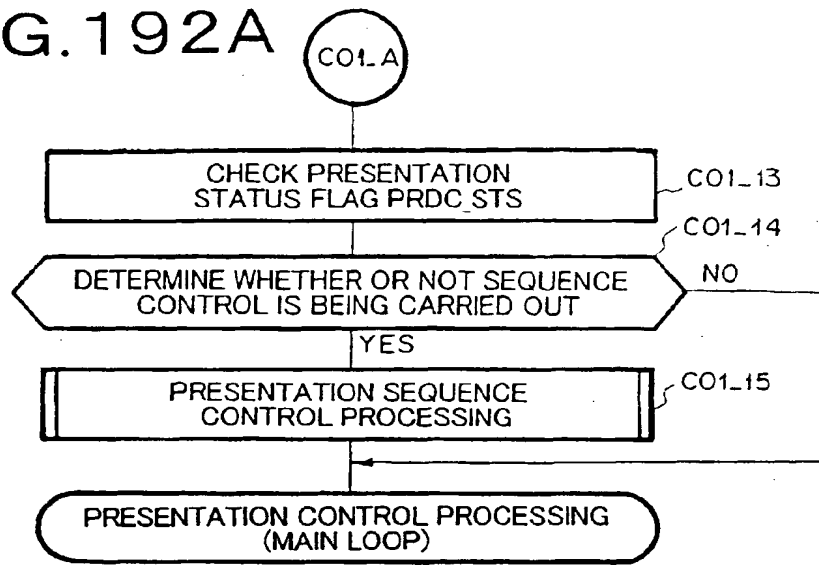 G.192A
C01_A
CHECK PRESENTATION
STATUS FLAG PRDC_STS
C01_13
C01_14
DETERMINE WHETHER OR NOT SEQUENCE
CONTROL IS BEING CARRIED OUT
NO
YES
PRESENTATION SEQUENCE
CONTROL PROCESSING
C01_15
PRESENTATION CONTROL PROCESSING
(MAIN LOOP)